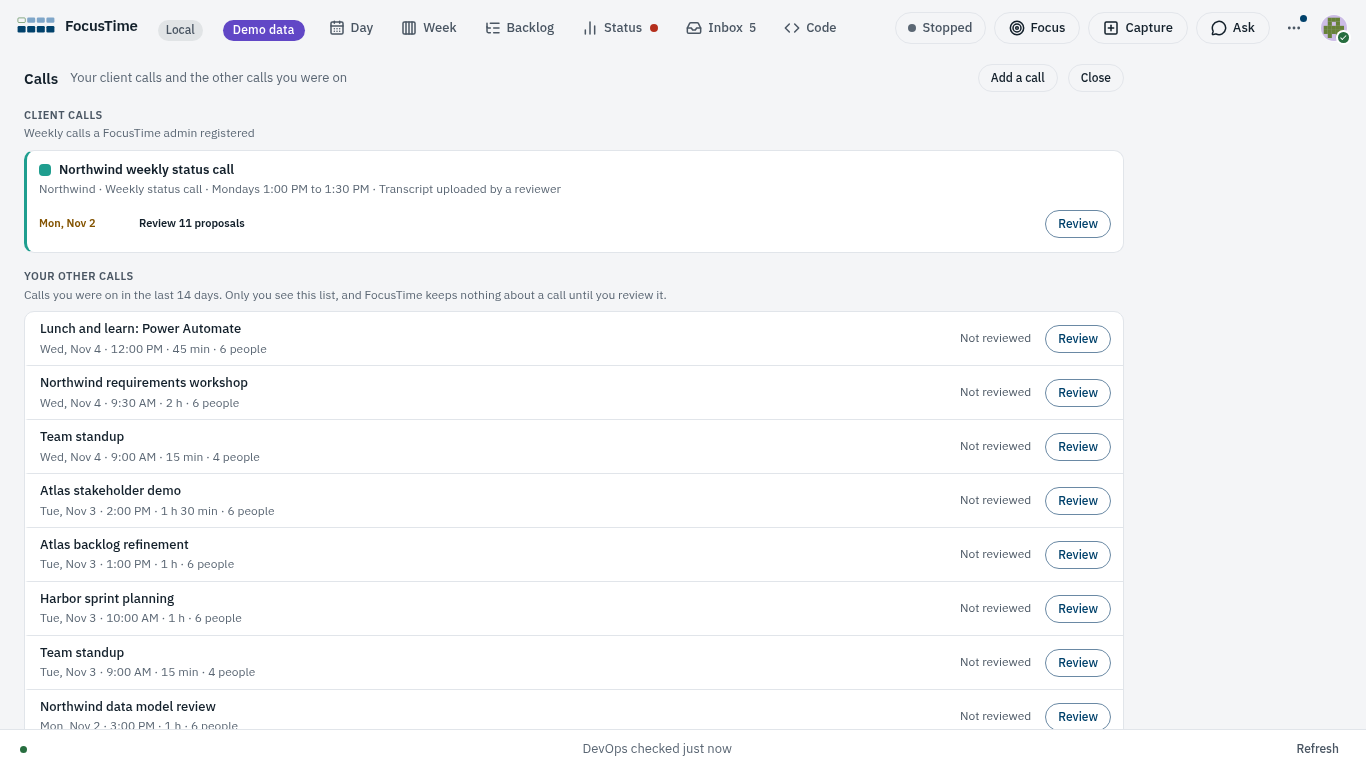 FocusTime
Local
Demo data
Day
Week
Backlog
Status
Inbox 5
Code
Stopped
Focus
Capture
Ask
Calls
Your client calls and the other calls you were on
Add a call
Close
CLIENT CALLS
Weekly calls a FocusTime admin registered
Northwind weekly status call
Northwind · Weekly status call · Mondays 1:00 PM to 1:30 PM · Transcript uploaded by a reviewer
Mon, Nov 2
Review 11 proposals
Review
YOUR OTHER CALLS
Calls you were on in the last 14 days. Only you see this list, and FocusTime keeps nothing about a call until you review it.
Lunch and learn: Power Automate
Wed, Nov 4 · 12:00 PM · 45 min · 6 people
Not reviewed
Review
Northwind requirements workshop
Wed, Nov 4 · 9:30 AM · 2 h · 6 people
Not reviewed
Review
Team standup
Wed, Nov 4 · 9:00 AM · 15 min · 4 people
Not reviewed
Review
Atlas stakeholder demo
Tue, Nov 3 · 2:00 PM · 1 h 30 min · 6 people
Not reviewed
Review
Atlas backlog refinement
Tue, Nov 3 · 1:00 PM · 1 h · 6 people
Not reviewed
Review
Harbor sprint planning
Tue, Nov 3 · 10:00 AM · 1 h · 6 people
Not reviewed
Review
Team standup
Tue, Nov 3 · 9:00 AM · 15 min · 4 people
Not reviewed
Review
Northwind data model review
Mon, Nov 2 · 3:00 PM · 1 h · 6 people
Not reviewed
Review
DevOps checked just now
Refresh